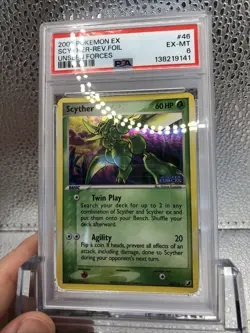 POKEMON EX #46
SCYTHER-REV.FOIL EX-MT
UNSEEN FORCES 6
PSA 138219141
Scyther 60 HP
Twin Play
Search your deck for up to 2 in any
combination of Scyther and Scyther ex and
put them onto your Bench. Shuffle your
deck afterward.
Agility 20
Flip a coin. If heads, prevent all effects of an
attack, including damage, done to Scyther
during your opponent's next turn.